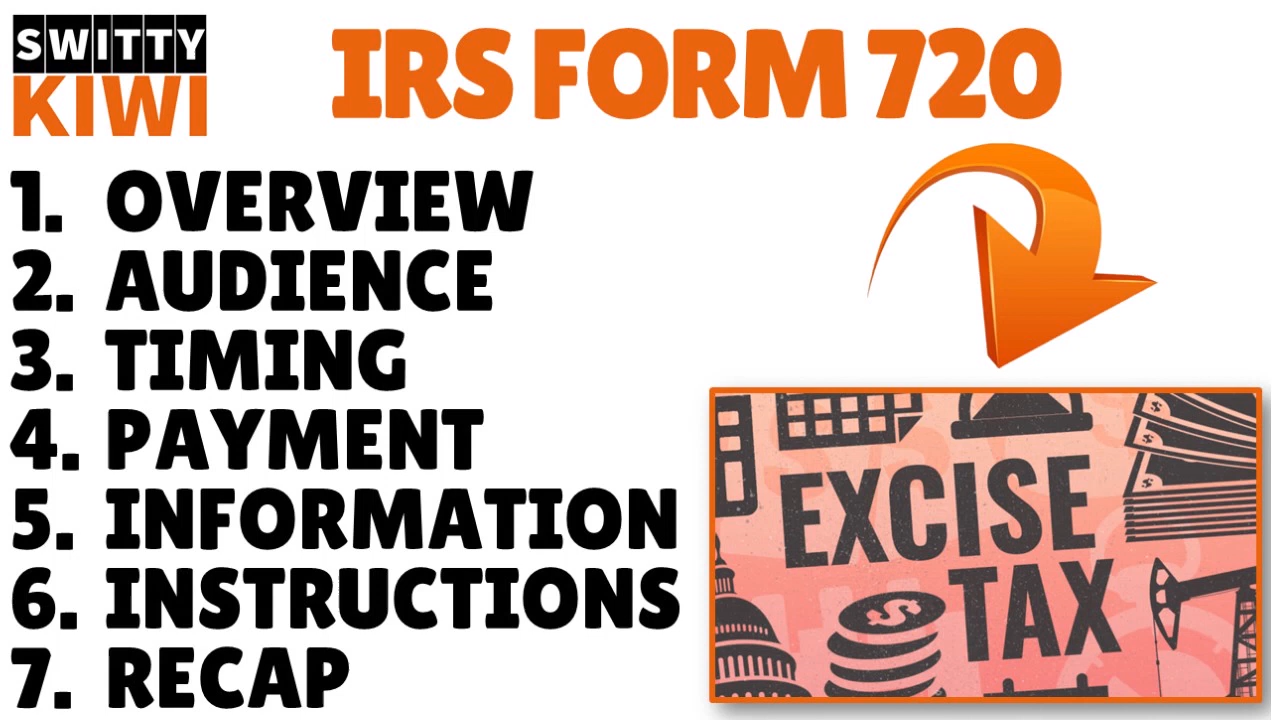 SWITTY
KIWI
IRS FORM 720
1. OVERVIEW
2. AUDIENCE
3. TIMING
4. PAYMENT
5. INFORMATION
6. INSTRUCTIONS
7. RECAP
$
$
$
EXCISE
TAX
$